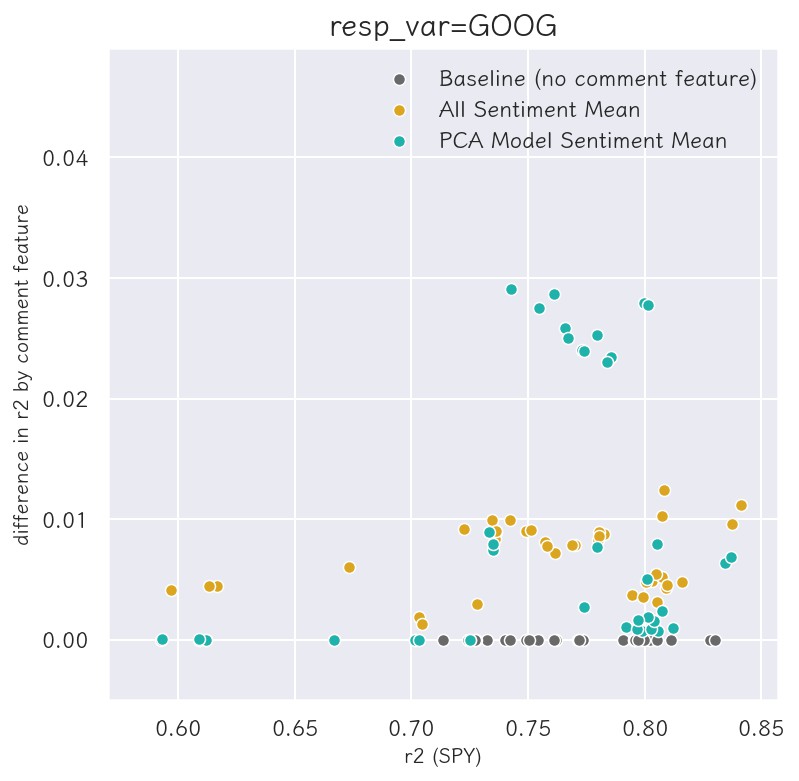 resp_var=GOOG
Baseline (no comment feature)
All Sentiment Mean
PCA Model Sentiment Mean
difference in r2 by comment feature
0.04
0.03
0.02
0.01
0.00
0.60 0.65 0.70 0.75 0.80 0.85
r2 (SPY)